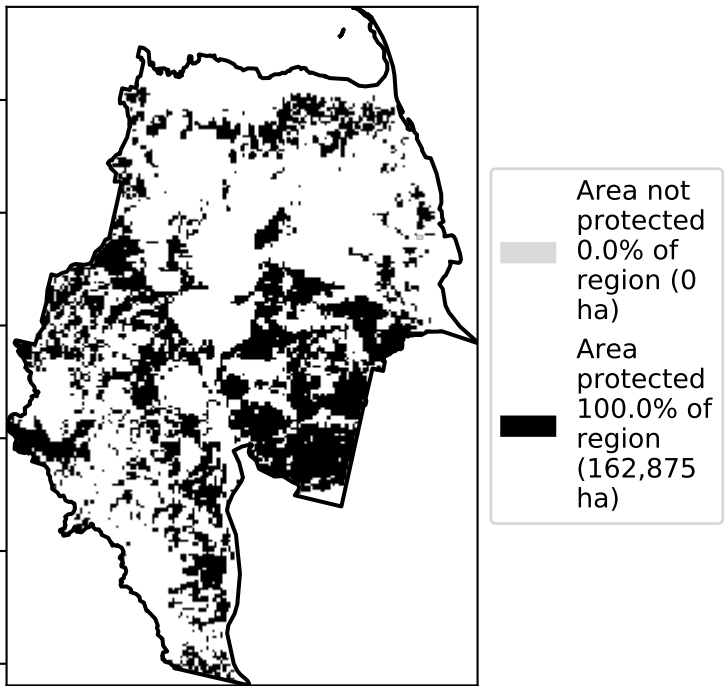 Area not
protected
0.0% of
region (0
ha)
Area
protected
100.0% of
region
(162,875
ha)